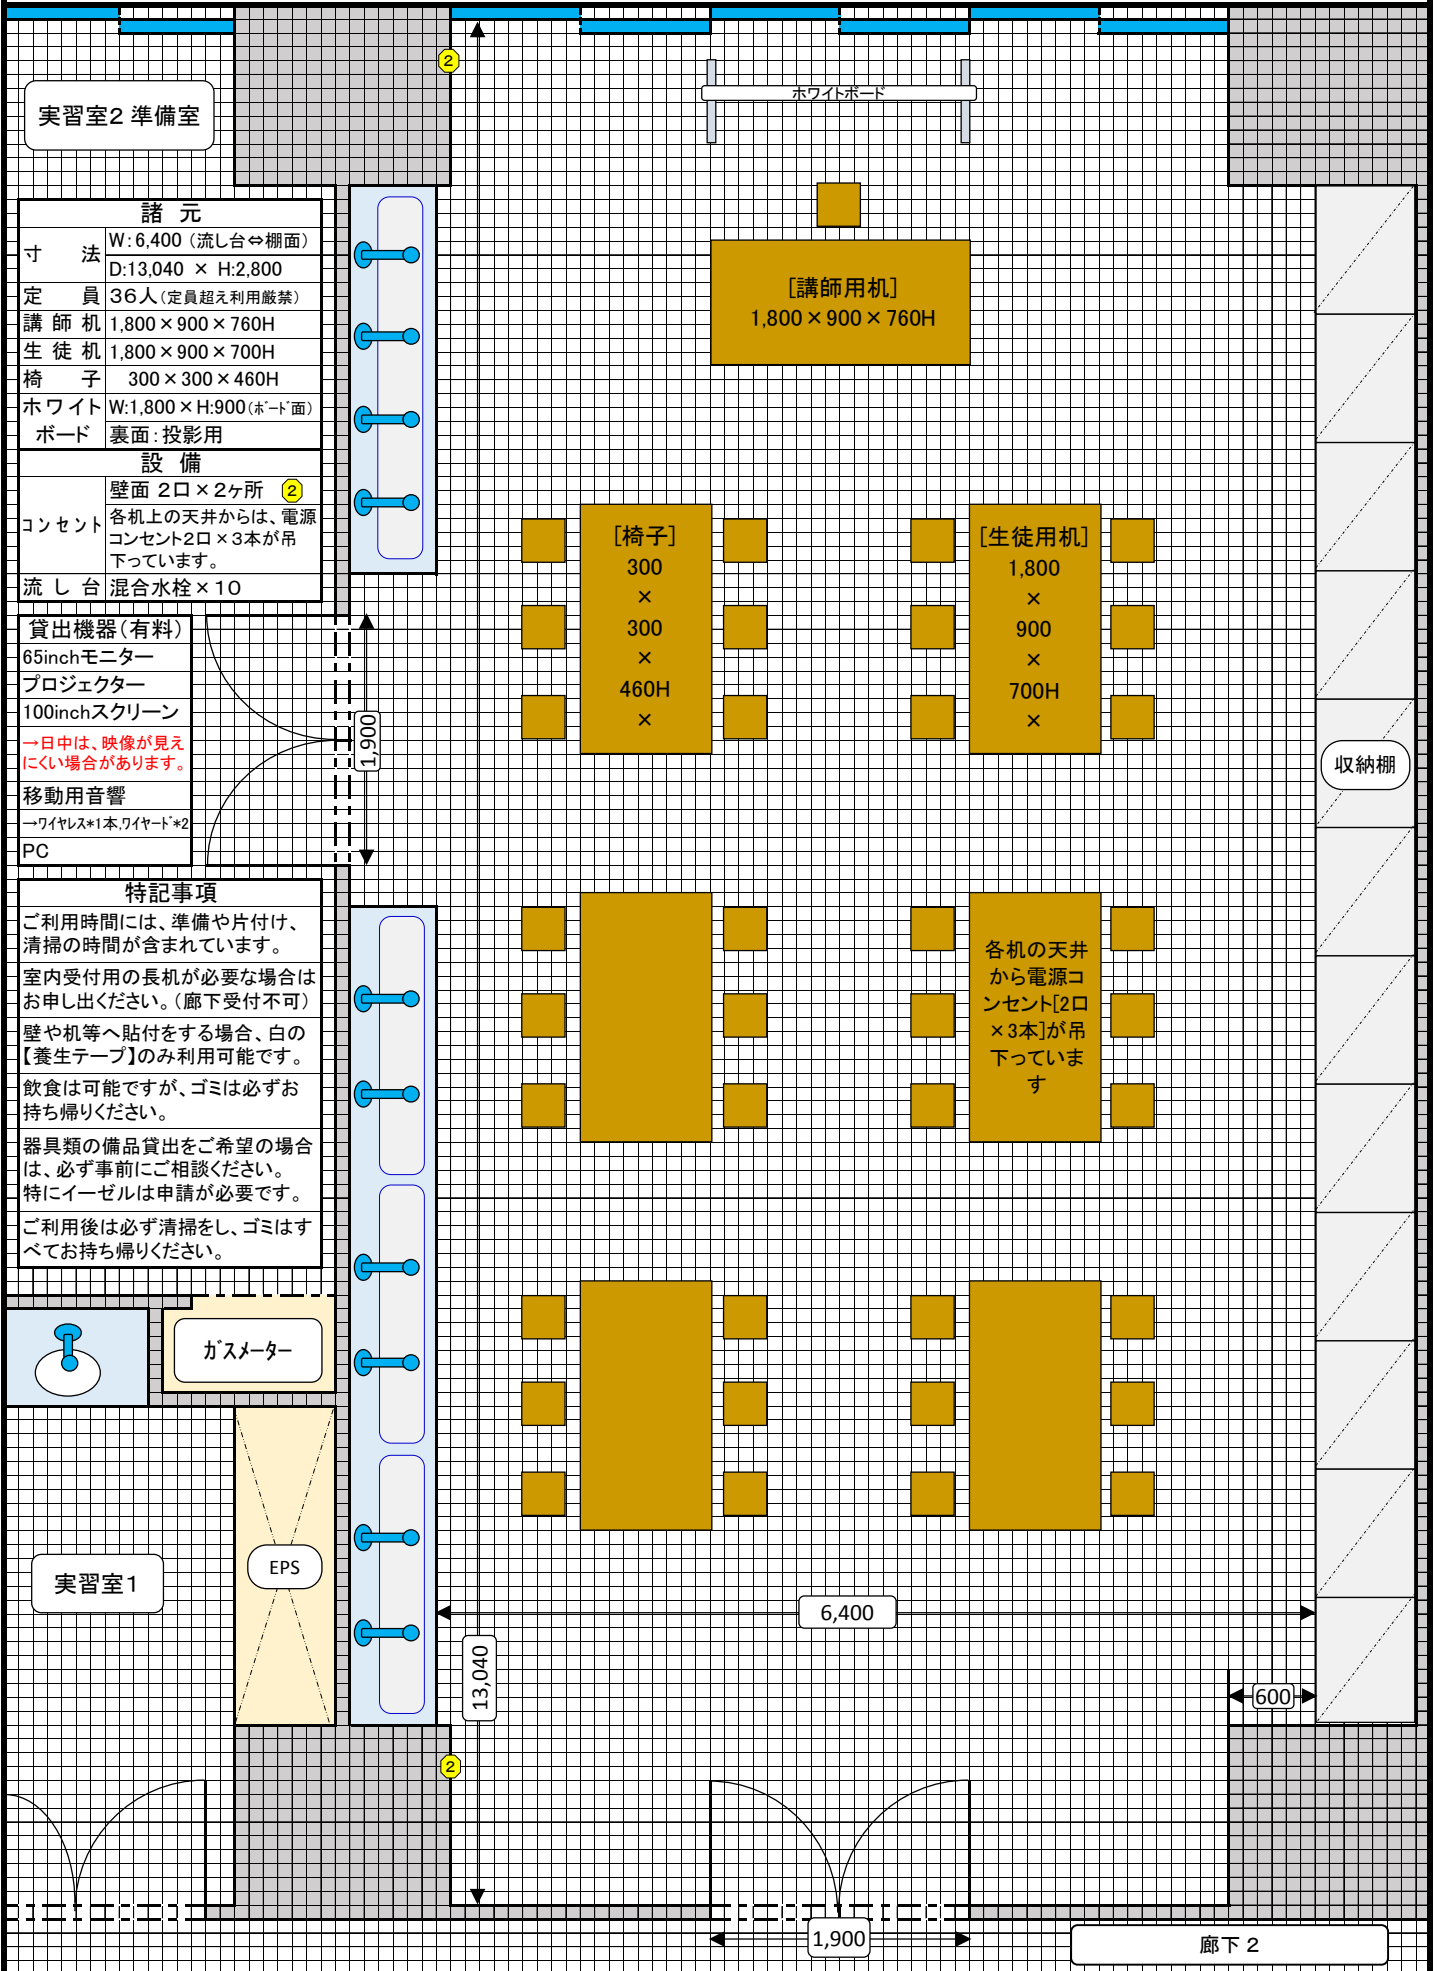 2
ホワイトボード
実習室2 準備室
諸 元
寸 法
W:6,400 (流し台⇔棚面)
D:13,040 × H:2,800
定 員
36人(定員超え利用厳禁)
講師机
1,800×900×760H
生徒机
1,800×900×700H
椅 子
300×300×460H
ホワイト
ボード
W:1,800×H:900(ﾎﾞｰﾄﾞ面)
裏面:投影用
設 備
コンセント
壁面 2口×2ヶ所 2
各机上の天井からは、電源
コンセント2口×3本が吊
下っています。
流し台
混合水栓×10
貸出機器(有料)
65inchモニター
プロジェクター
100inchスクリーン
→日中は、映像が見え
にくい場合があります。
移動用音響
→ﾜｲﾔﾚｽ*1本,ﾜｲﾔｰﾄﾞ*2
PC
特記事項
ご利用時間には、準備や片付け、
清掃の時間が含まれています。
室内受付用の長机が必要な場合は
お申し出ください。(廊下受付不可)
壁や机等へ貼付をする場合、白の
【養生テープ】のみ利用可能です。
飲食は可能ですが、ゴミは必ずお
持ち帰りください。
器具類の備品貸出をご希望の場合
は、必ず事前にご相談ください。
特にイーゼルは申請が必要です。
ご利用後は必ず清掃をし、ゴミはす
べてお持ち帰りください。
[講師用机]
1,800×900×760H
[椅子]
300
×
300
×
460H
×
[生徒用机]
1,800
×
900
×
700H
×
1,900
収納棚
各机の天井
から電源コ
ンセント[2口
×3本]が吊
下っていま
す
ガスメーター
EPS
実習室1
6,400
13,040
600
2
1,900
廊下 2